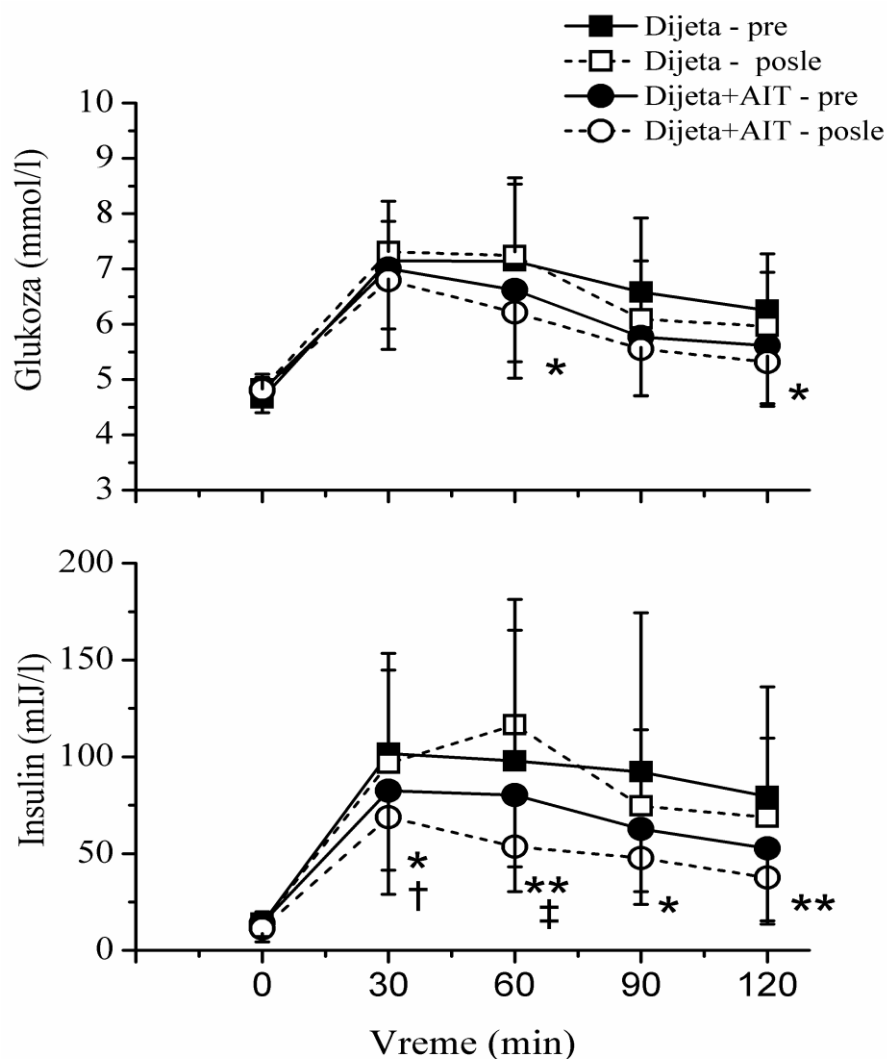 Dijeta - pre
Dijeta - posle
Dijeta+AIT - pre
Dijeta+AIT - posle
Glukoza (mmol/l)
10
9
8
7
6
5
4
3
*
*
Insulin (mIJ/l)
200
150
100
50
0
*
†
**
‡
*
**
0 30 60 90 120
Vreme (min)